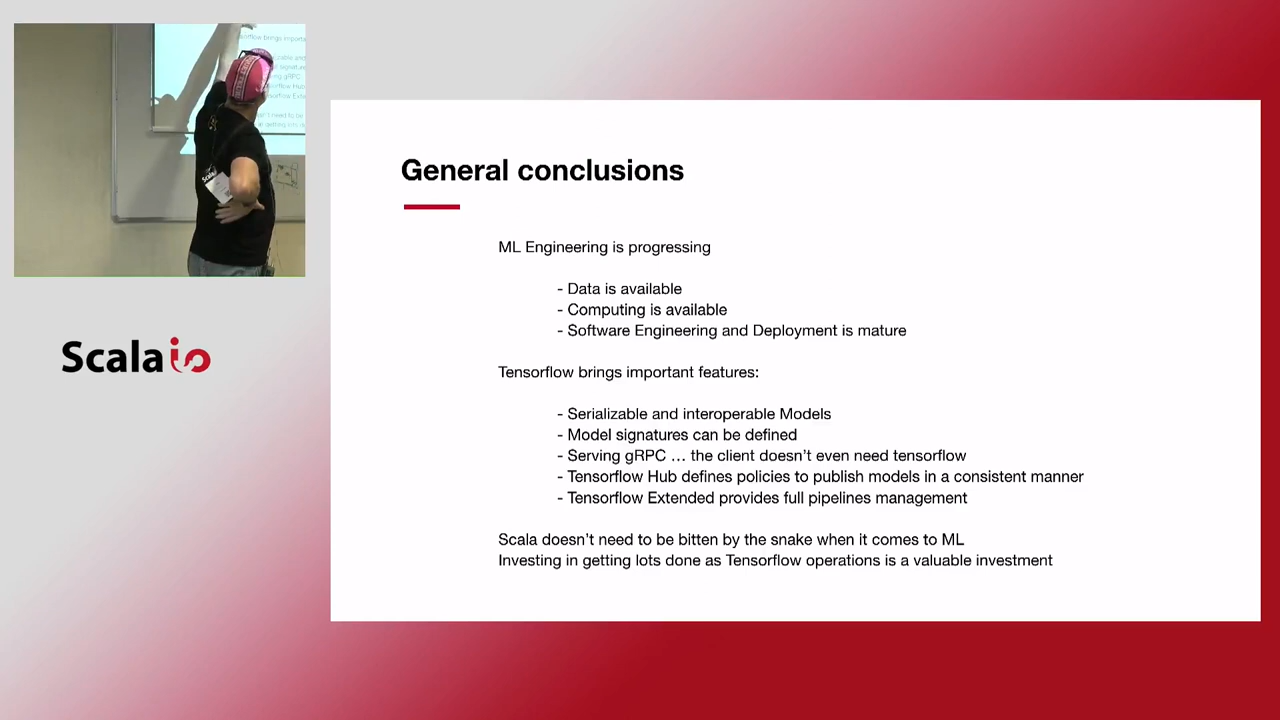 General conclusions
ML Engineering is progressing
- Data is available
- Computing is available
- Software Engineering and Deployment is mature
Tensorflow brings important features:
- Serializable and interoperable Models
- Model signatures can be defined
- Serving gRPC … the client doesn’t even need tensorflow
- Tensorflow Hub defines policies to publish models in a consistent manner
- Tensorflow Extended provides full pipelines management
Scala doesn’t need to be bitten by the snake when it comes to ML
Investing in getting lots done as Tensorflow operations is a valuable investment
Scala io